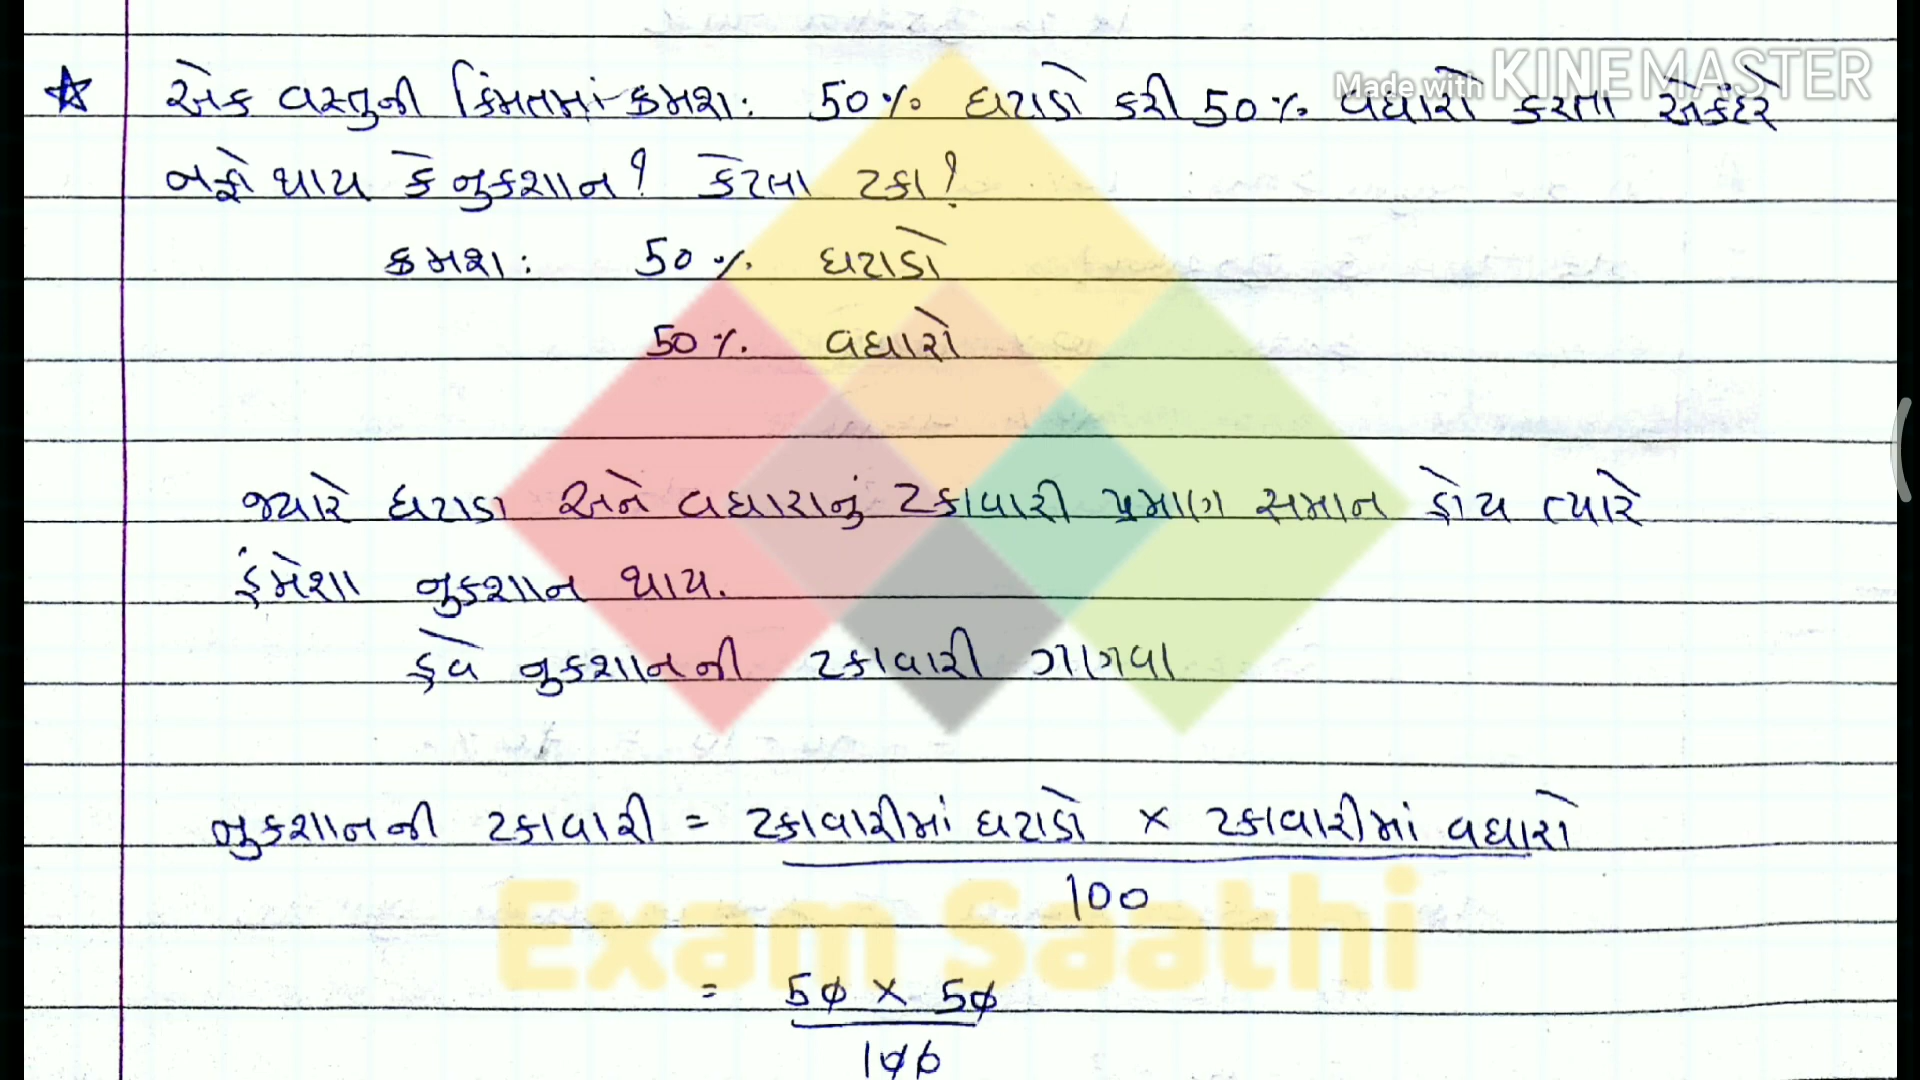 Made with KINEMASTER
એક વસ્તુની કિંમતમાં ક્રમશ: 50% ઘટાડો કરી 50% વધારો કરતા એકંદરે
નફો થાય કે નુકશાન? કેટલા ટકા?
ક્રમશ: 50% ઘટાડો
50% વધારો
જ્યારે ઘટાડા અને વધારાનું ટકાવારી પ્રમાણ સમાન હોય ત્યારે
હંમેશા નુકશાન થાય.
હવે નુકશાનની ટકાવારી ગણવા
નુકશાનની ટકાવારી = ટકાવારીમાં ઘટાડો × ટકાવારીમાં વધારો
100
Exam Saathi
= 50 × 50
100